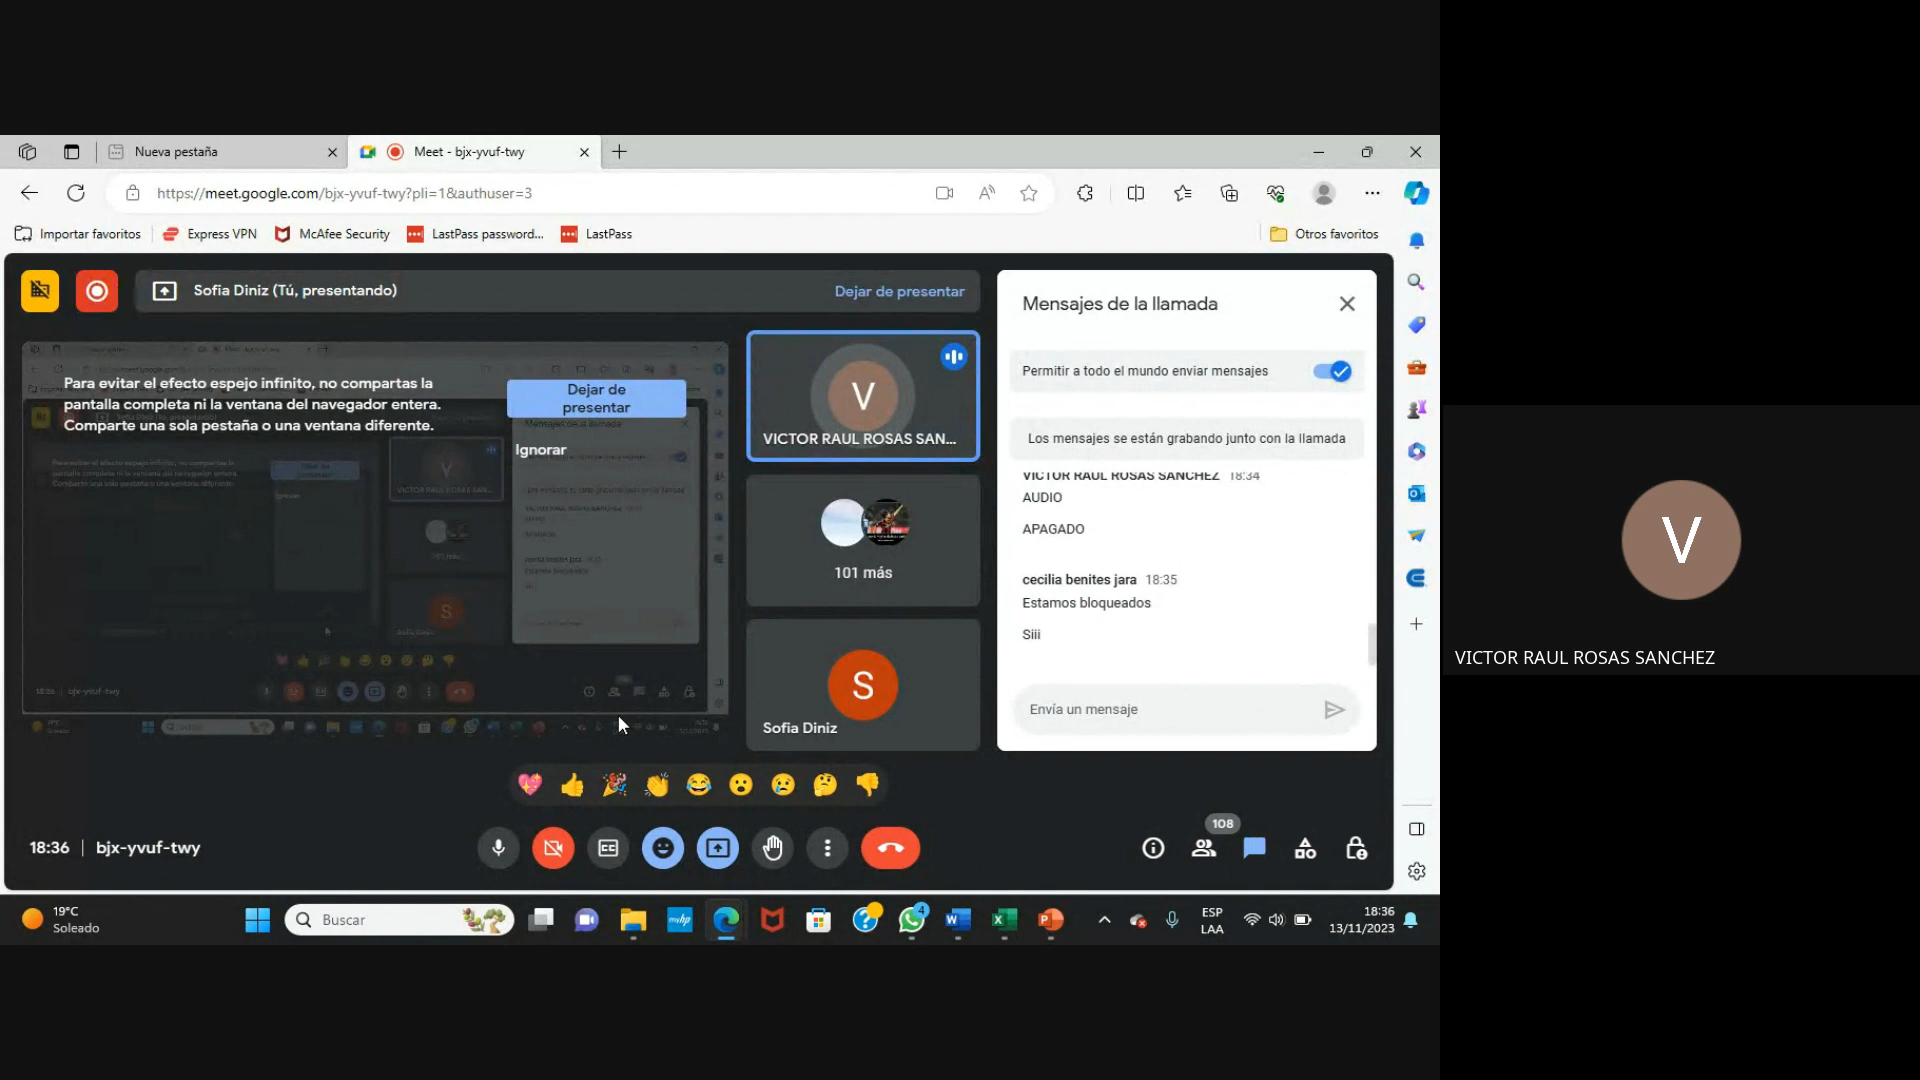 Nueva pestaña
Meet - bjx-yvuf-twy
https://meet.google.com/bjx-yvuf-twy?pli=1&authuser=3
Importar favoritos
Express VPN
McAfee Security
LastPass password...
LastPass
Otros favoritos
Sofia Diniz (Tú, presentando)
Dejar de presentar
Para evitar el efecto espejo infinito, no compartas la
pantalla completa ni la ventana del navegador entera.
Comparte una sola pestaña o una ventana diferente.
Dejar de
presentar
Ignorar
V
VICTOR RAUL ROSAS SAN...
101 más
S
Sofia Diniz
Mensajes de la llamada
Permitir a todo el mundo enviar mensajes
Los mensajes se están grabando junto con la llamada
VICTOR RAUL ROSAS SANCHEZ 18:34
AUDIO
APAGADO
cecilia benites jara 18:35
Estamos bloqueados
Siii
Envía un mensaje
18:36 | bjx-yvuf-twy
108
19°C
Soleado
Buscar
4
ESP
LAA
18:36
13/11/2023
V
VICTOR RAUL ROSAS SANCHEZ